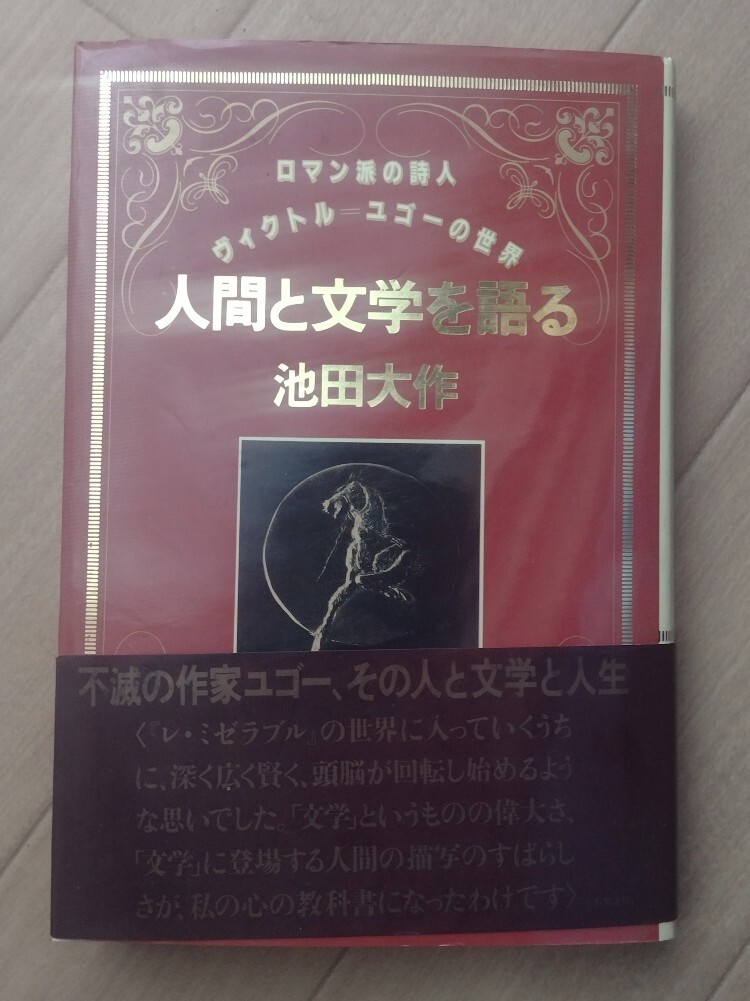 ロマン派の詩人
ヴィクトル=ユゴーの世界
人間と文学を語る
池田大作
不滅の作家ユゴー、その人と文学と人生
〈『レ・ミゼラブル』の世界に入っていくうち
に、深く広く賢く、頭脳が回転し始めるよう
な思いでした。「文学」というものの偉大さ、
「文学」に登場する人間の描写のすばらし
さが、私の心の教科書になったわけです〉